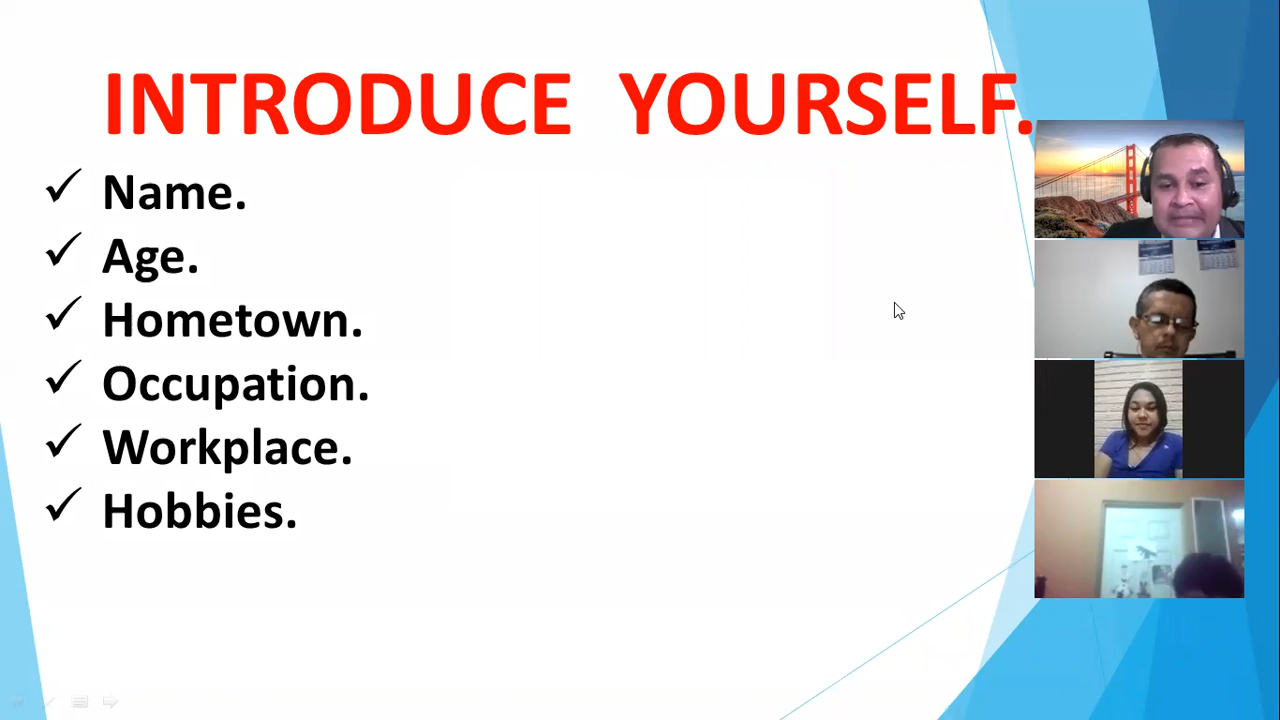 INTRODUCE YOURSELF.
✓ Name.
✓ Age.
✓ Hometown.
✓ Occupation.
✓ Workplace.
✓ Hobbies.